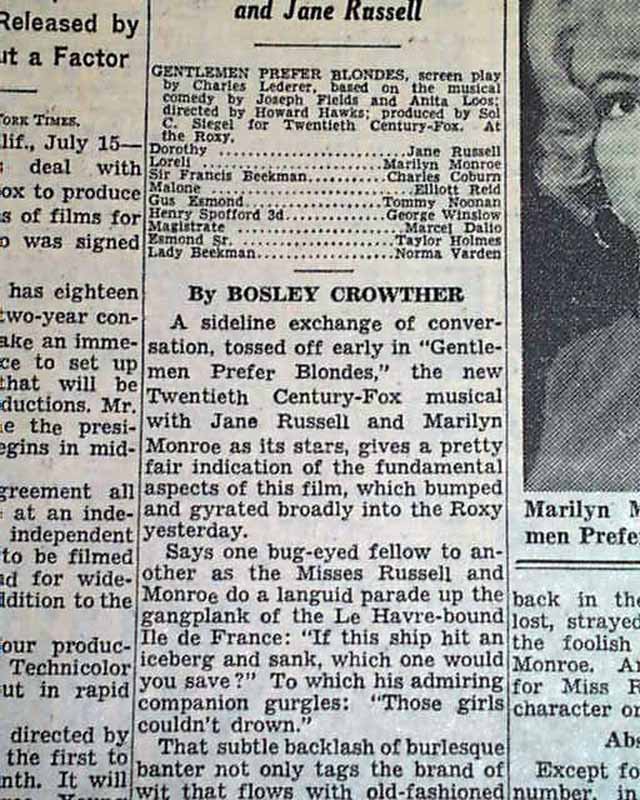 Released by
ut a Factor
YORK TIMES.
lif., July 15—
deal with
ox to produce
s of films for
o was signed
has eighteen
two-year con-
ake an imme-
ce to set up
that will be
ductions. Mr.
e the presi-
egins in mid-
greement all
at an inde-
independent
to be filmed
nd for wide-
ddition to the
our produc-
Technicolor
ut in rapid
directed by
the first to
nth. It will
and Jane Russell
GENTLEMEN PREFER BLONDES, screen play
by Charles Lederer, based on the musical
comedy by Joseph Fields and Anita Loos;
directed by Howard Hawks; produced by Sol
C. Siegel for Twentieth Century-Fox. At
the Roxy.
Dorothy ........................Jane Russell
Loreli ........................Marilyn Monroe
Sir Francis Beekman...........Charles Coburn
Malone ..........................Elliott Reid
Gus Esmond...................Tommy Noonan
Henry Spofford 3d.............George Winslow
Magistrate ......................Marcel Dalio
Esmond Sr. .....................Taylor Holmes
Lady Beekman...................Norma Varden
By BOSLEY CROWTHER
A sideline exchange of conver-
sation, tossed off early in "Gentle-
men Prefer Blondes," the new
Twentieth Century-Fox musical
with Jane Russell and Marilyn
Monroe as its stars, gives a pretty
fair indication of the fundamental
aspects of this film, which bumped
and gyrated broadly into the Roxy
yesterday.
Says one bug-eyed fellow to an-
other as the Misses Russell and
Monroe do a languid parade up the
gangplank of the Le Havre-bound
Ile de France: "If this ship hit an
iceberg and sank, which one would
you save?" To which his admiring
companion gurgles: "Those girls
couldn't drown."
That subtle backlash of burlesque
banter not only tags the brand of
wit that flows with old-fashioned
Marilyn M
men Prefe
back in the
lost, strayed
the foolish
Monroe. A
for Miss R
character or
Abs
Except fo
number, in